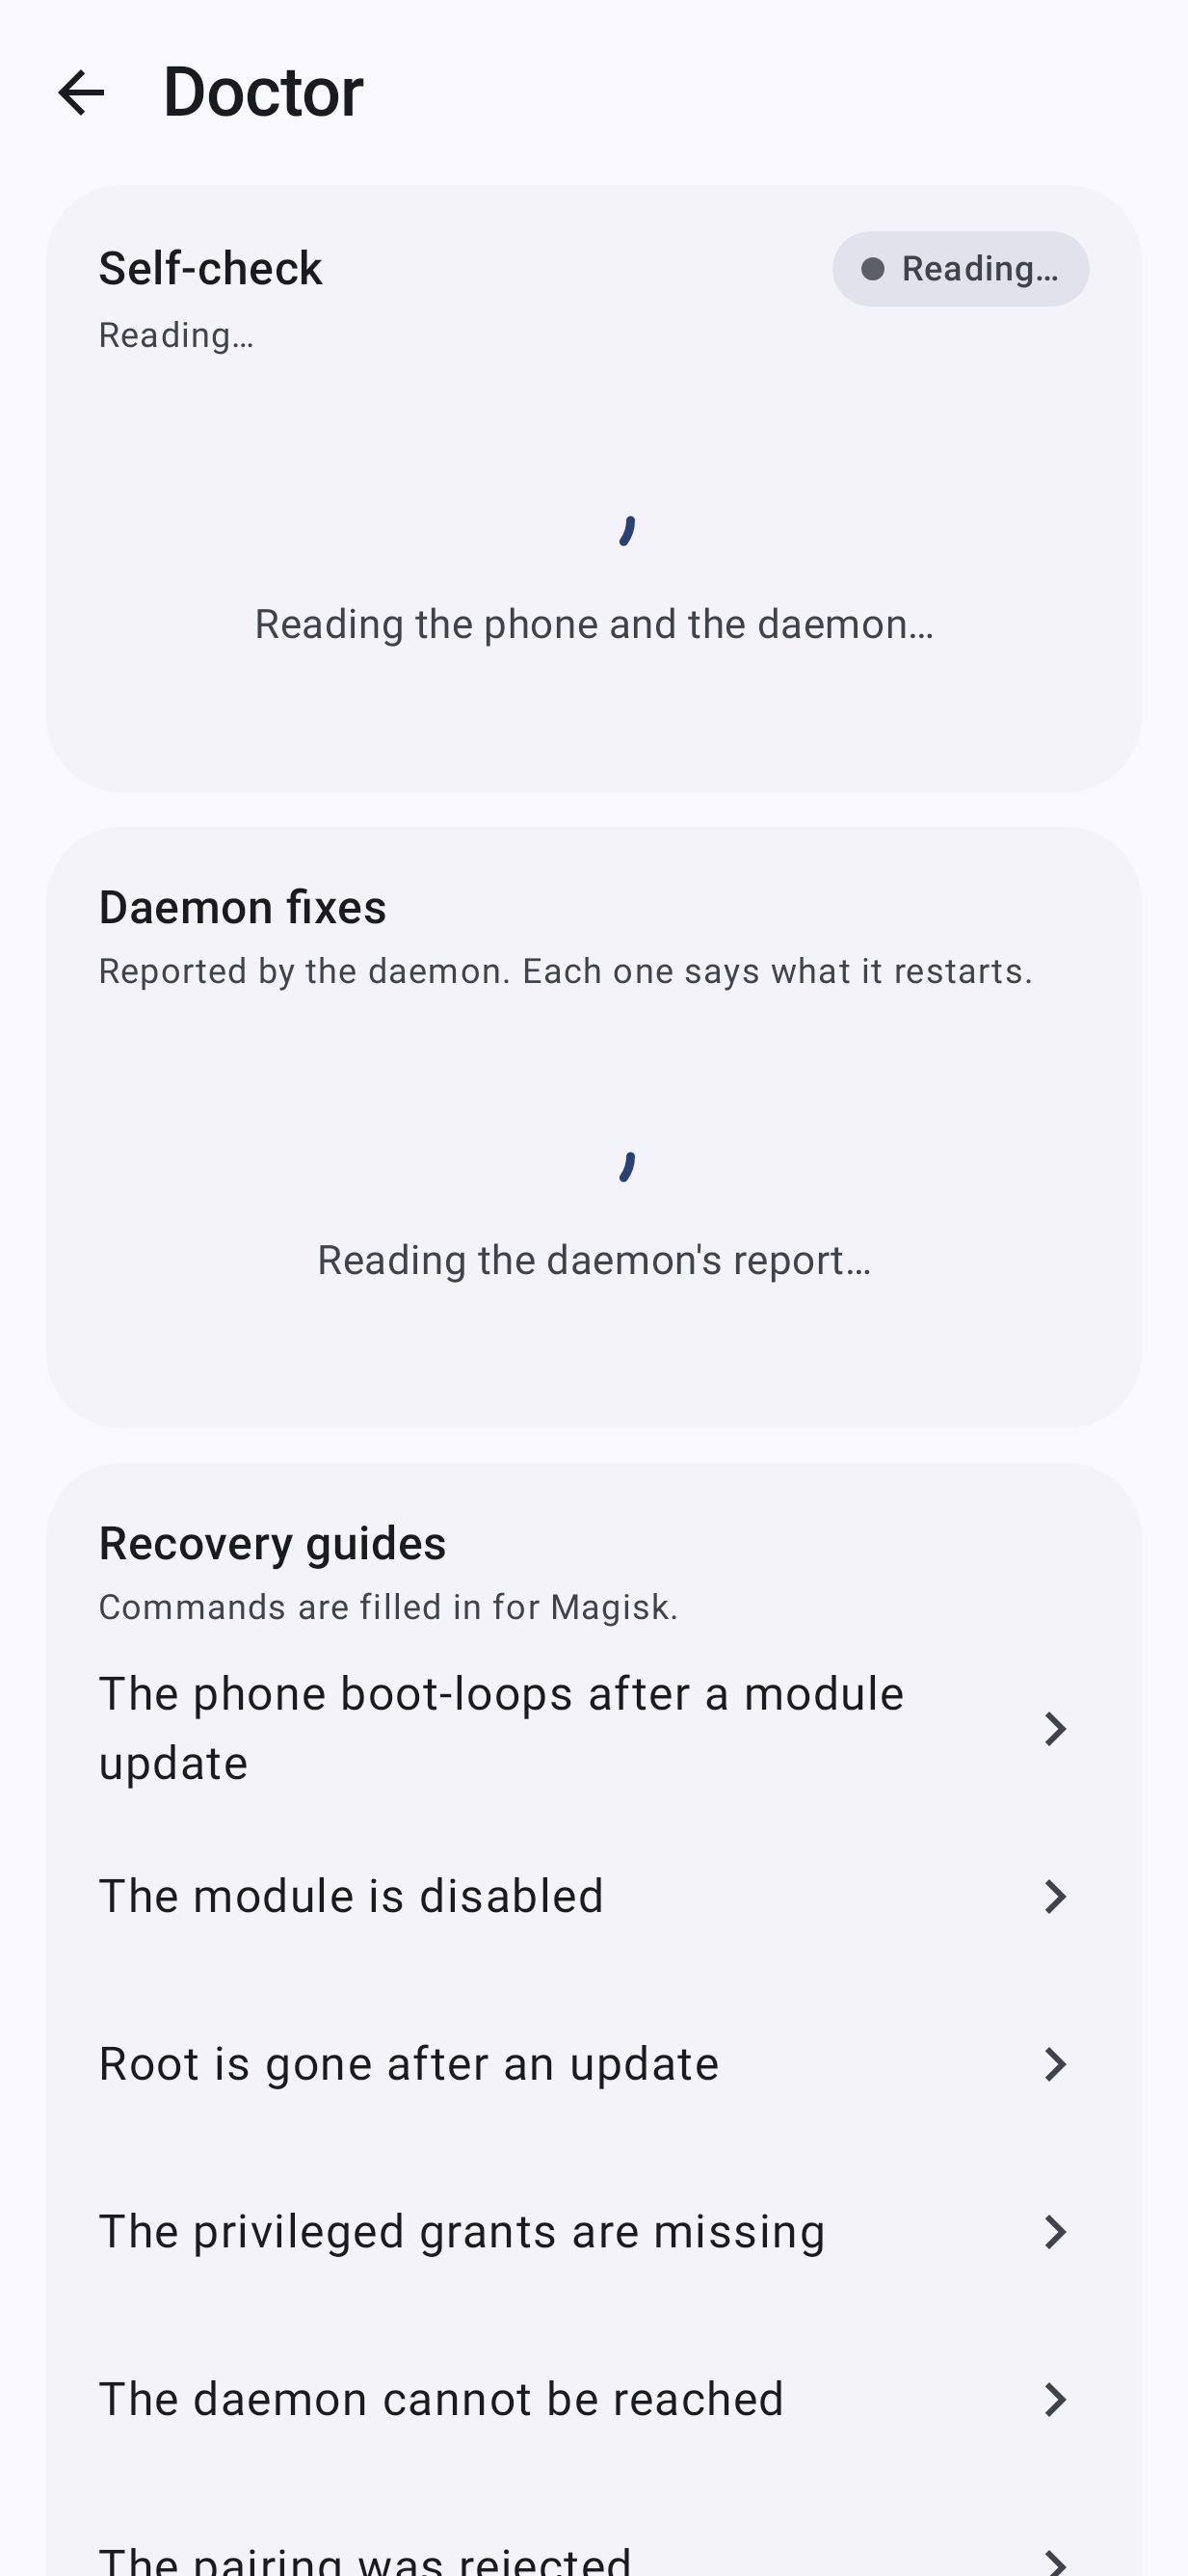 Doctor
Self-check
Reading…
Reading…
Reading the phone and the daemon…
Daemon fixes
Reported by the daemon. Each one says what it restarts.
Reading the daemon's report…
Recovery guides
Commands are filled in for Magisk.
The phone boot-loops after a module
update
The module is disabled
Root is gone after an update
The privileged grants are missing
The daemon cannot be reached
The pairing was rejected